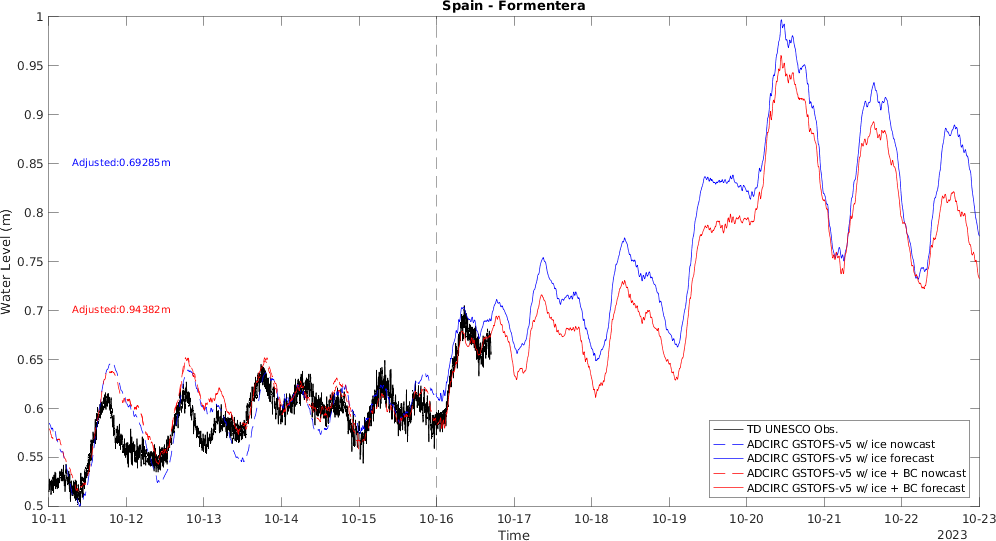 Spain - Formentera
1
0.95
0.9
0.85
0.8
0.75
0.7
0.65
0.6
0.55
0.5
Water Level (m)
Adjusted:0.69285m
Adjusted:0.94382m
TD UNESCO Obs.
ADCIRC GSTOFS-v5 w/ ice nowcast
ADCIRC GSTOFS-v5 w/ ice forecast
ADCIRC GSTOFS-v5 w/ ice + BC nowcast
ADCIRC GSTOFS-v5 w/ ice + BC forecast
10-11 10-12 10-13 10-14 10-15 10-16 10-17 10-18 10-19 10-20 10-21 10-22 10-23
Time
2023